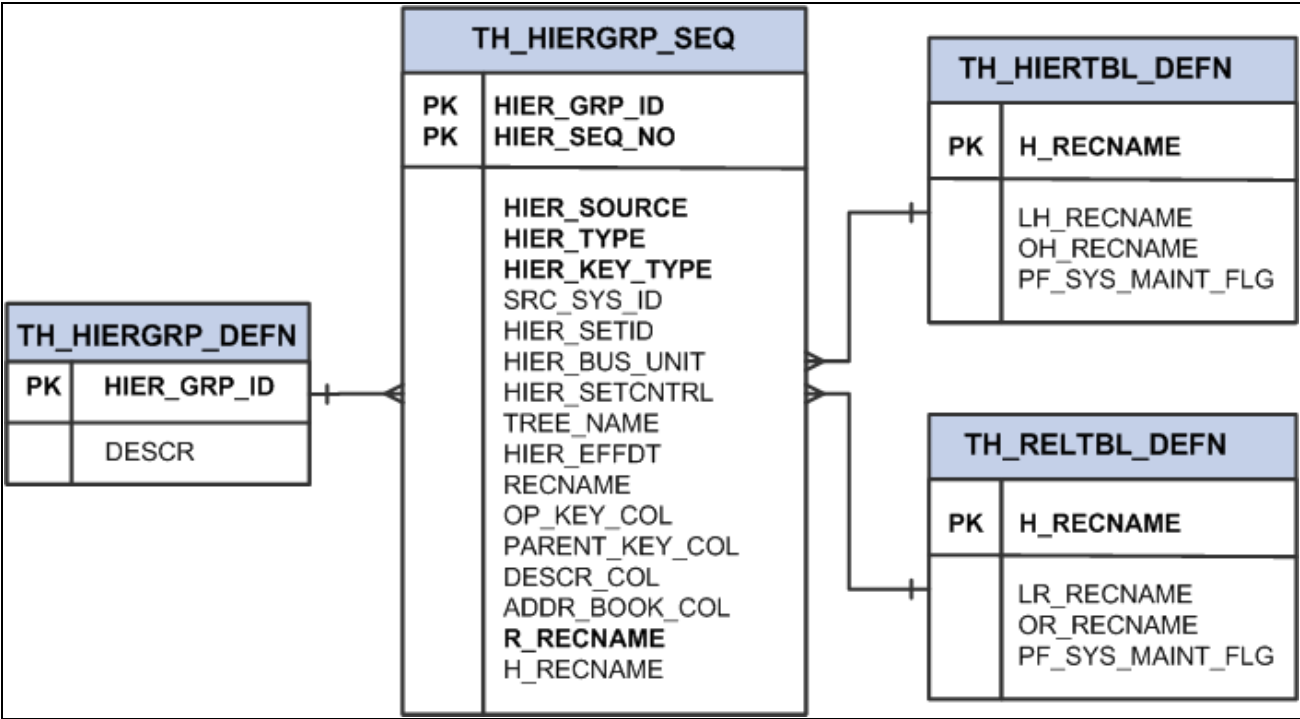 TH_HIERGRP_DEFN
PK HIER_GRP_ID
DESCR
TH_HIERGRP_SEQ
PK HIER_GRP_ID
PK HIER_SEQ_NO
HIER_SOURCE
HIER_TYPE
HIER_KEY_TYPE
SRC_SYS_ID
HIER_SETID
HIER_BUS_UNIT
HIER_SETCNTRL
TREE_NAME
HIER_EFFDT
RECNAME
OP_KEY_COL
PARENT_KEY_COL
DESCR_COL
ADDR_BOOK_COL
R_RECNAME
H_RECNAME
TH_HIERTBL_DEFN
PK H_RECNAME
LH_RECNAME
OH_RECNAME
PF_SYS_MAINT_FLG
TH_RELTBL_DEFN
PK H_RECNAME
LR_RECNAME
OR_RECNAME
PF_SYS_MAINT_FLG